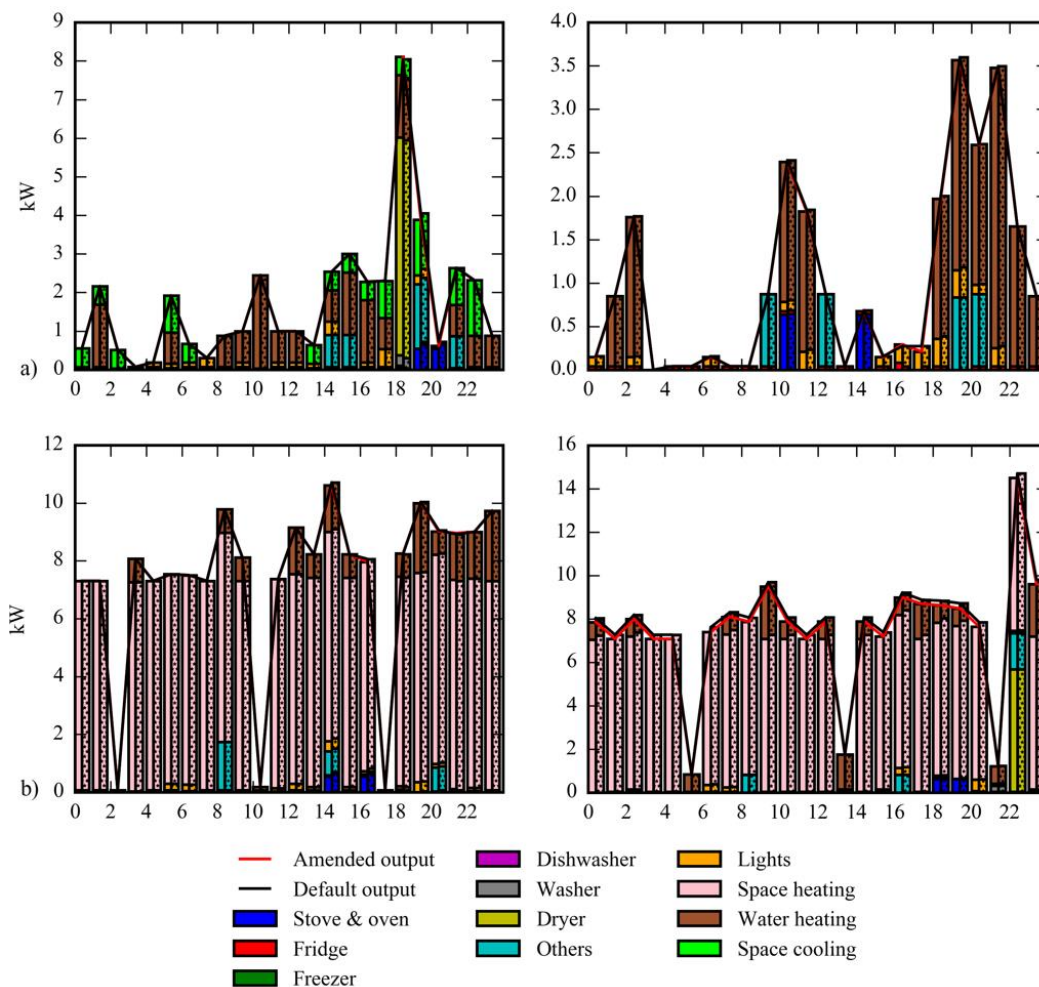 9
8
7
6
5
4
3
2
1
0
kW
a)
0 2 4 6 8 10 12 14 16 18 20 22
4.0
3.5
3.0
2.5
2.0
1.5
1.0
0.5
0.0
0 2 4 6 8 10 12 14 16 18 20 22
12
10
8
6
4
2
0
kW
b)
0 2 4 6 8 10 12 14 16 18 20 22
16
14
12
10
8
6
4
2
0
0 2 4 6 8 10 12 14 16 18 20 22
Amended output
Default output
Stove & oven
Fridge
Freezer
Dishwasher
Washer
Dryer
Others
Lights
Space heating
Water heating
Space cooling